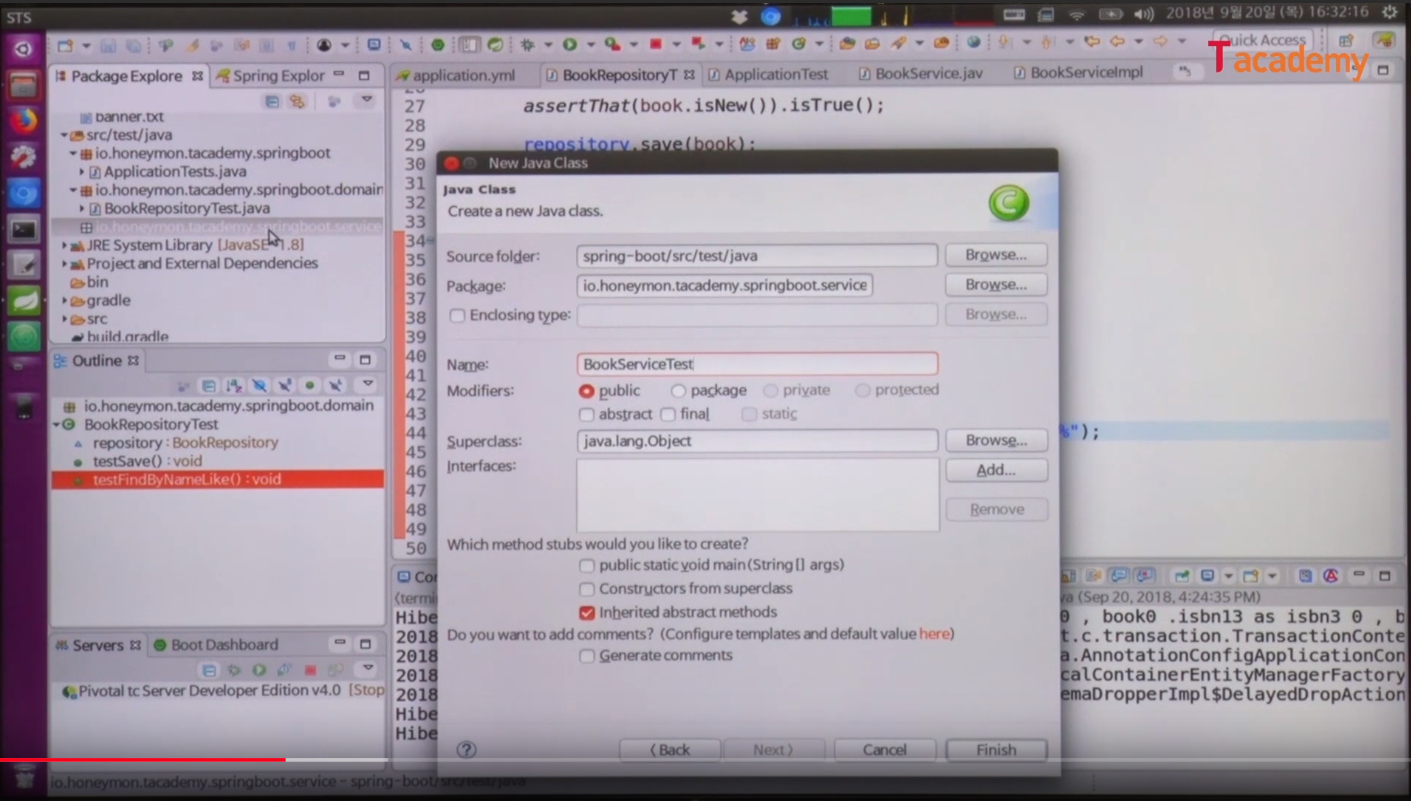 STS
2018년 9월 20일 (목) 16:32:16
Quick Access
T academy
Package Explore
Spring Explor
banner.txt
src/test/java
io.honeymon.tacademy.springboot
ApplicationTests.java
io.honeymon.tacademy.springboot.domain
BookRepositoryTest.java
io.honeymon.tacademy.springboot.service
JRE System Library [JavaSE-1.8]
Project and External Dependencies
bin
gradle
src
build.gradle
Outline
io.honeymon.tacademy.springboot.domain
BookRepositoryTest
repository : BookRepository
testSave() : void
testFindByNameLike() : void
Servers
Boot Dashboard
Pivotal tc Server Developer Edition v4.0 [Stop
io.honeymon.tacademy.springboot.service - spring-boot/src/test/java
application.yml
BookRepositoryT
ApplicationTest
BookService.jav
BookServiceImpl
27 assertThat(book.isNew()).isTrue();
28
29 repository.save(book);
30
31
32
33
34
35
36
37
38
39
40
41
42
43
44 %");
45
46
47
48
49
50
New Java Class
Java Class
Create a new Java class.
Source folder: spring-boot/src/test/java Browse...
Package: io.honeymon.tacademy.springboot.service Browse...
Enclosing type: Browse...
Name: BookServiceTest
Modifiers: public package private protected
abstract final static
Superclass: java.lang.Object Browse...
Interfaces: Add...
Remove
Which method stubs would you like to create?
public static void main(String[] args)
Constructors from superclass
Inherited abstract methods
Do you want to add comments? (Configure templates and default value here)
Generate comments
< Back Next > Cancel Finish
Con
<termi va (Sep 20, 2018, 4:24:35 PM)
Hibe 0_, book0_.isbn13 as isbn3_0_, b
2018 t.c.transaction.TransactionConte
2018 a.AnnotationConfigApplicationCon
2018 calContainerEntityManagerFactory
2018 emaDropperImpl$DelayedDropAction
Hibe
Hibe